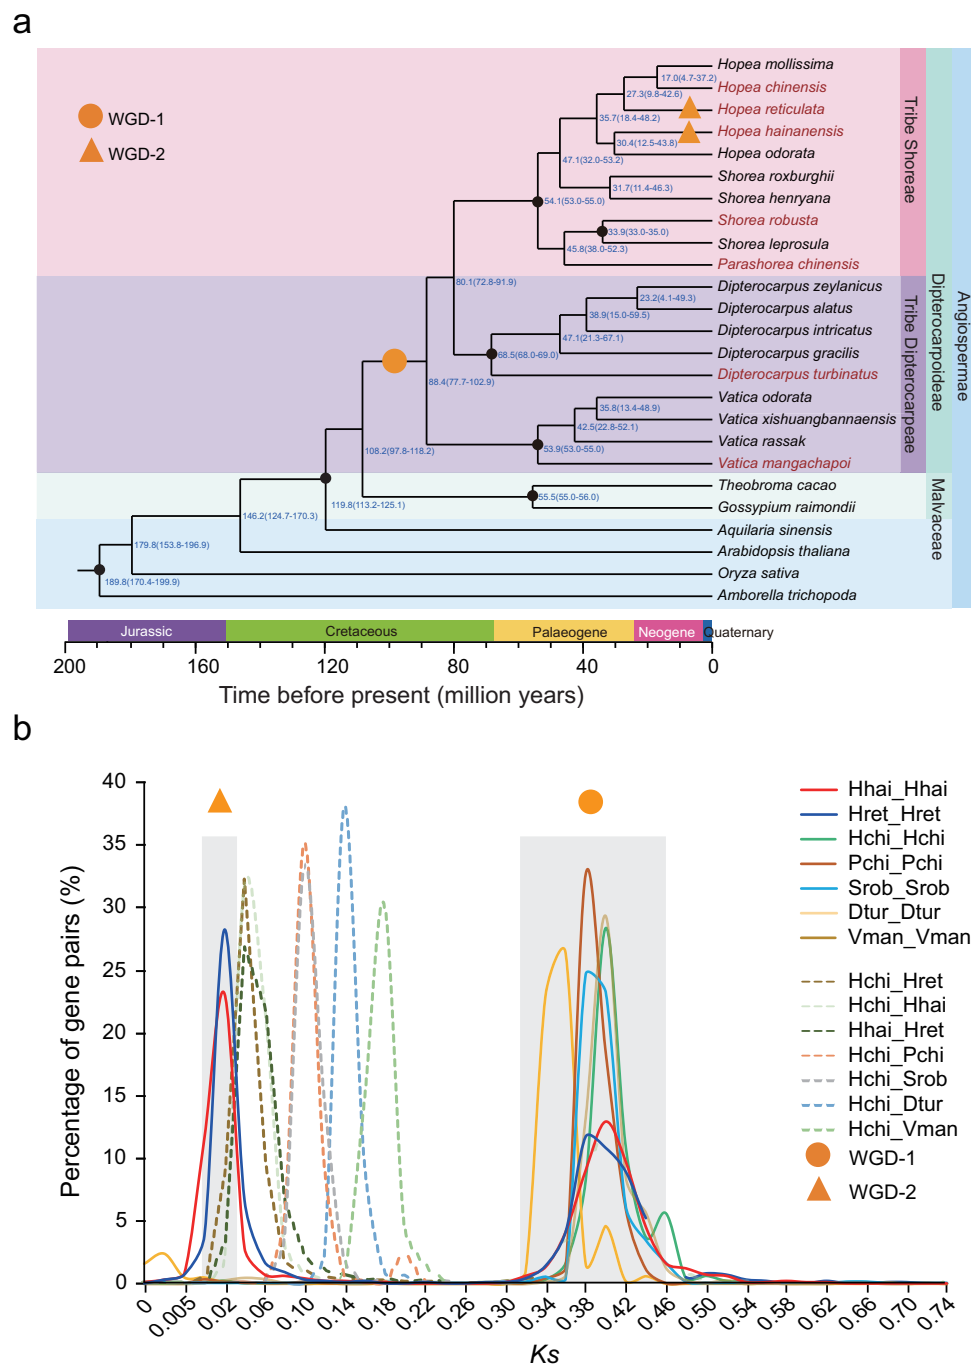 a
WGD-1
WGD-2
Hopea mollissima
17.0(4.7-37.2)
Hopea chinensis
27.3(9.8-42.6)
Hopea reticulata
35.7(18.4-48.2)
Hopea hainanensis
30.4(12.5-43.8)
Hopea odorata
47.1(32.0-53.2)
Shorea roxburghii
31.7(11.4-46.3)
Shorea henryana
54.1(53.0-55.0)
Shorea robusta
33.9(33.0-35.0)
Shorea leprosula
45.8(38.0-52.3)
Parashorea chinensis
80.1(72.8-91.9)
Dipterocarpus zeylanicus
23.2(4.1-49.3)
Dipterocarpus alatus
38.9(15.0-59.5)
Dipterocarpus intricatus
47.1(21.3-67.1)
Dipterocarpus gracilis
68.5(68.0-69.0)
Dipterocarpus turbinatus
88.4(77.7-102.9)
Vatica odorata
35.8(13.4-48.9)
Vatica xishuangbannaensis
42.5(22.8-52.1)
Vatica rassak
53.9(53.0-55.0)
Vatica mangachapoi
108.2(97.8-118.2)
Theobroma cacao
55.5(55.0-56.0)
Gossypium raimondii
119.8(113.2-125.1)
146.2(124.7-170.3)
Aquilaria sinensis
179.8(153.8-196.9)
Arabidopsis thaliana
Oryza sativa
189.8(170.4-199.9)
Amborella trichopoda
Tribe Shoreae
Tribe Dipterocarpeae
Dipterocarpoideae
Malvaceae
Angiospermae
Jurassic Cretaceous Palaeogene Neogene Quaternary
200 160 120 80 40 0
Time before present (million years)
b
Percentage of gene pairs (%)
40
35
30
25
20
15
10
5
0
0 0.005 0.02 0.06 0.10 0.14 0.18 0.22 0.26 0.30 0.34 0.38 0.42 0.46 0.50 0.54 0.58 0.62 0.66 0.70 0.74
Ks
Hhai_Hhai
Hret_Hret
Hchi_Hchi
Pchi_Pchi
Srob_Srob
Dtur_Dtur
Vman_Vman
Hchi_Hret
Hchi_Hhai
Hhai_Hret
Hchi_Pchi
Hchi_Srob
Hchi_Dtur
Hchi_Vman
WGD-1
WGD-2